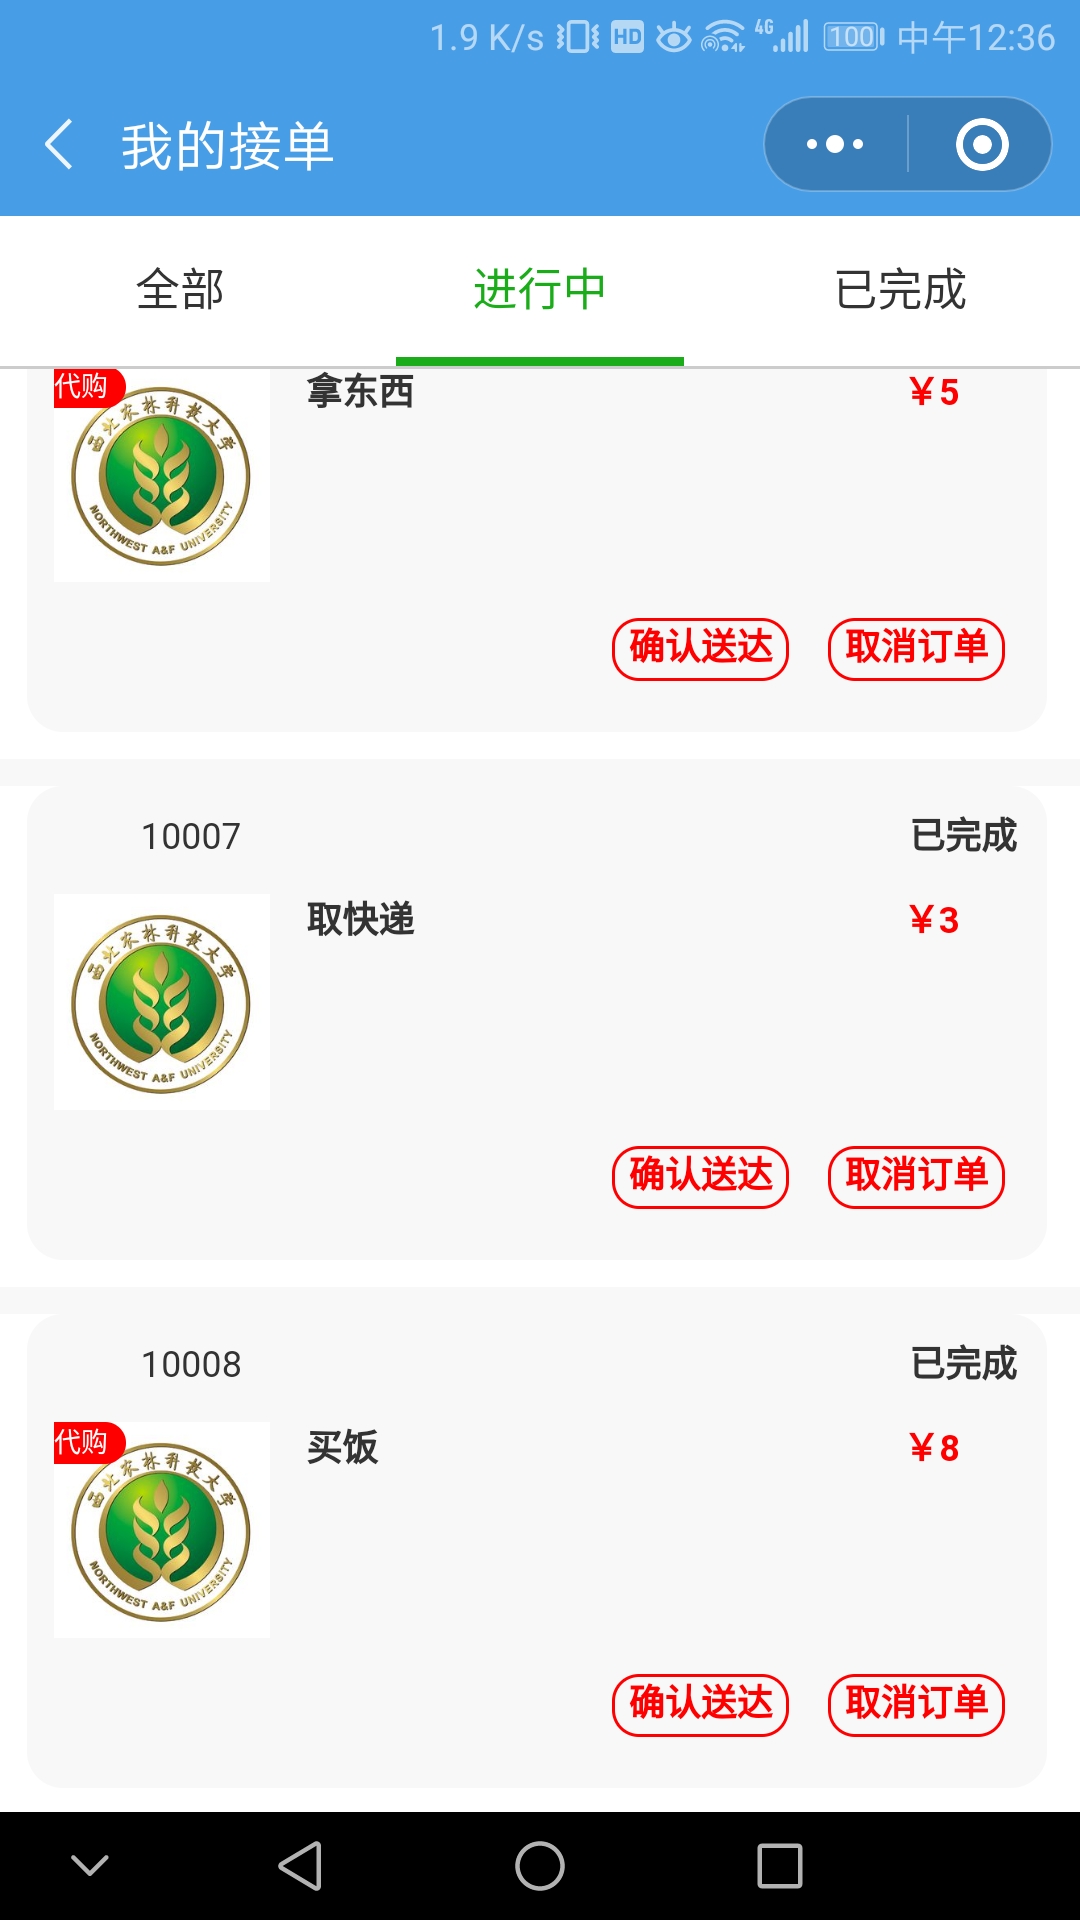 1.9 K/s HD 4G 100 中午12:36
我的接单
全部 进行中 已完成
代购 拿东西 ¥5
西北农林科技大学
NORTHWEST A&F UNIVERSITY
确认送达 取消订单
10007 已完成
取快递 ¥3
西北农林科技大学
NORTHWEST A&F UNIVERSITY
确认送达 取消订单
10008 已完成
代购 买饭 ¥8
西北农林科技大学
NORTHWEST A&F UNIVERSITY
确认送达 取消订单